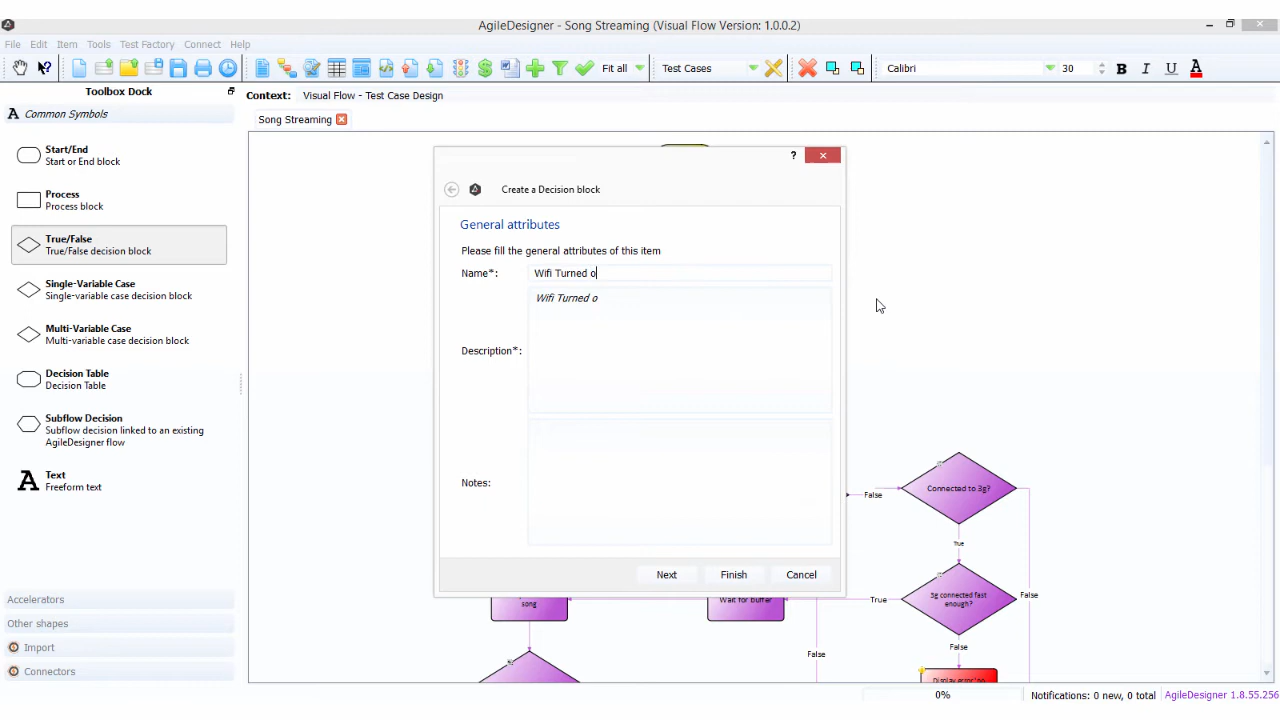 AgileDesigner - Song Streaming (Visual Flow Version: 1.0.0.2)
File Edit Item Tools Test Factory Connect Help
Fit all Test Cases Calibri 30 B I U A
Toolbox Dock
Context: Visual Flow - Test Case Design
A Common Symbols
Song Streaming
Start/End
Start or End block
Process
Process block
True/False
True/False decision block
Single-Variable Case
Single-variable case decision block
Multi-Variable Case
Multi-variable case decision block
Decision Table
Decision Table
Subflow Decision
Subflow decision linked to an existing
AgileDesigner flow
A Text
Freeform text
Accelerators
Other shapes
Import
Connectors
?
Create a Decision block
General attributes
Please fill the general attributes of this item
Name*: Wifi Turned o
Wifi Turned o
Description*:
Notes:
Next Finish Cancel
False
Connected to 3g?
True
song
Wait for buffer
True
3g connected fast
enough?
False
False
False
Display error 'no
0%
Notifications: 0 new, 0 total
AgileDesigner 1.8.55.256